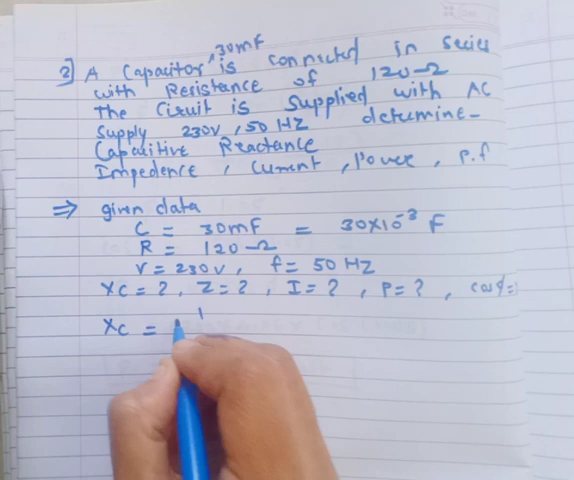 2] A Capacitor ^30mF is connected in series
with Resistance of 120-Ω
The Circuit is Supplied with AC
Supply 230V, 50 HZ determine-
Capacitive Reactance
Impedence, Current, Power, p.f
⇒ given data
C = 30mF = 30×10⁻³ F
R = 120-Ω
V = 230V, f = 50 HZ
XC = ?, Z = ?, I = ?, P = ?, cosφ =
XC = 1